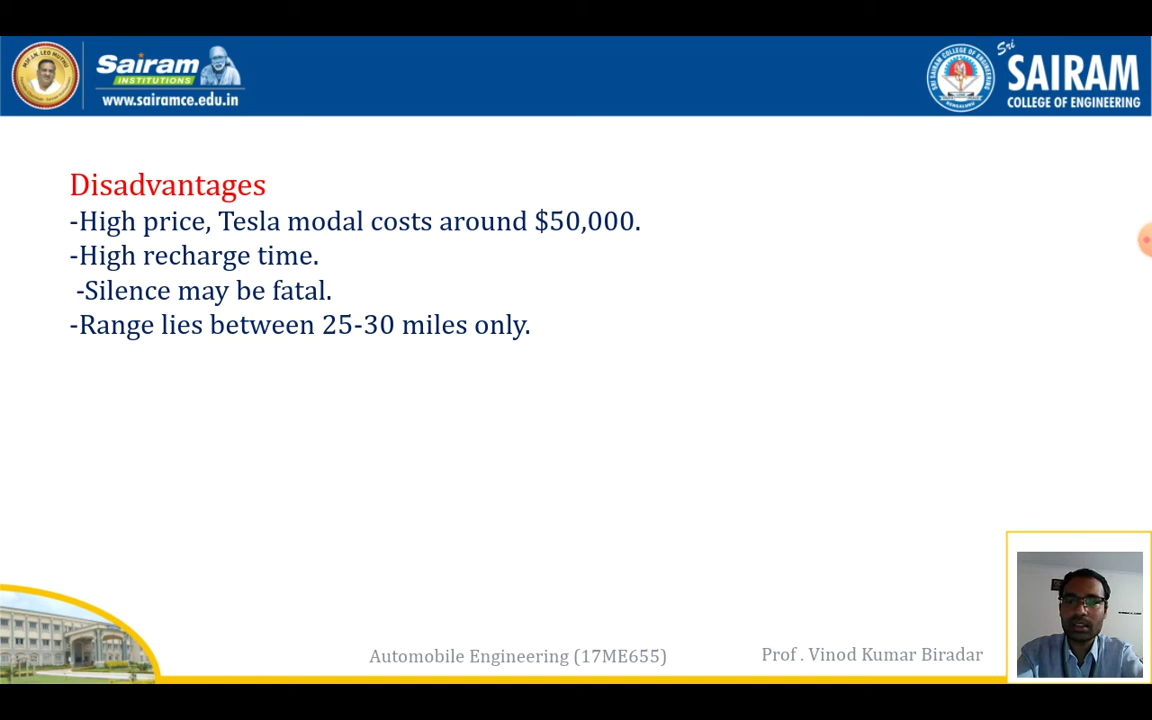 Sairam
INSTITUTIONS
www.sairamce.edu.in
Sri
SAIRAM
COLLEGE OF ENGINEERING
Disadvantages
-High price, Tesla modal costs around $50,000.
-High recharge time.
-Silence may be fatal.
-Range lies between 25-30 miles only.
Automobile Engineering (17ME655)
Prof . Vinod Kumar Biradar